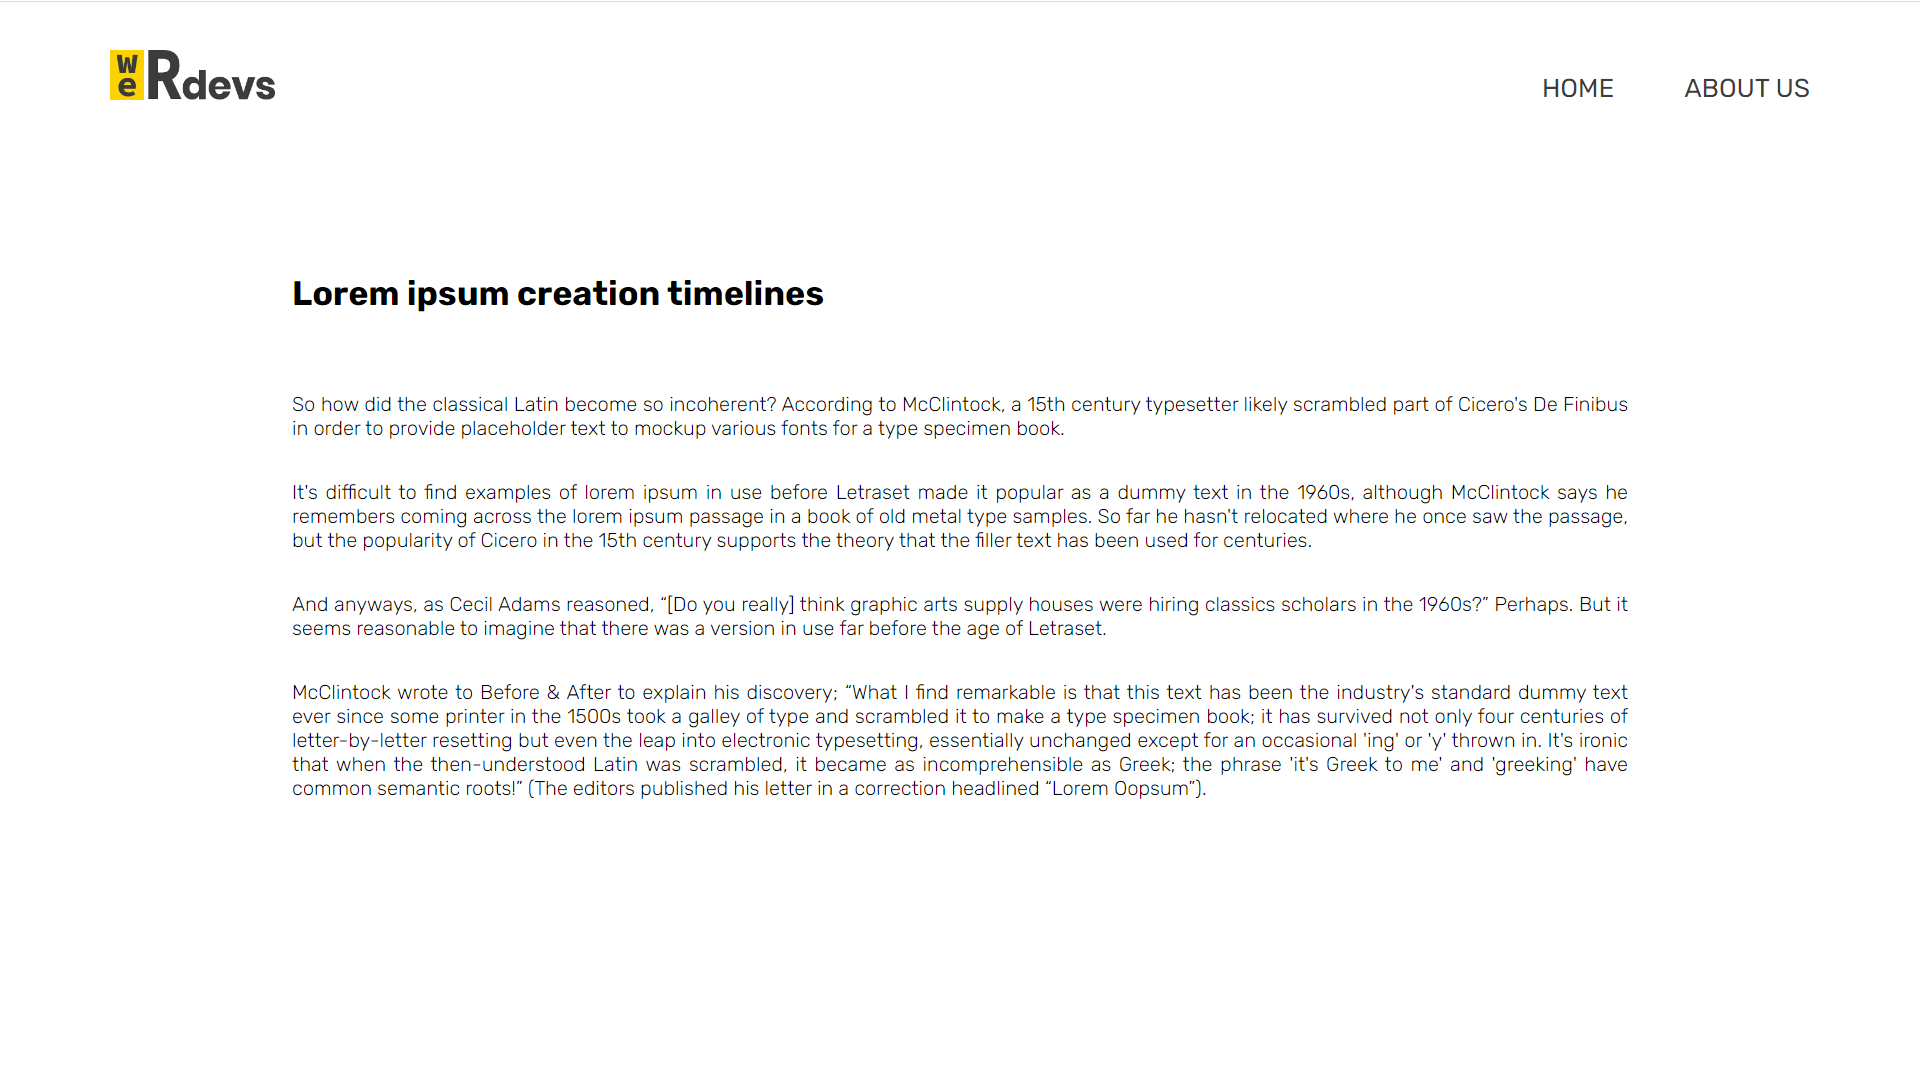 we Rdevs
HOME ABOUT US
Lorem ipsum creation timelines
So how did the classical Latin become so incoherent? According to McClintock, a 15th century typesetter likely scrambled part of Cicero's De Finibus
in order to provide placeholder text to mockup various fonts for a type specimen book.
It's difficult to find examples of lorem ipsum in use before Letraset made it popular as a dummy text in the 1960s, although McClintock says he
remembers coming across the lorem ipsum passage in a book of old metal type samples. So far he hasn't relocated where he once saw the passage,
but the popularity of Cicero in the 15th century supports the theory that the filler text has been used for centuries.
And anyways, as Cecil Adams reasoned, “[Do you really] think graphic arts supply houses were hiring classics scholars in the 1960s?” Perhaps. But it
seems reasonable to imagine that there was a version in use far before the age of Letraset.
McClintock wrote to Before & After to explain his discovery; “What I find remarkable is that this text has been the industry's standard dummy text
ever since some printer in the 1500s took a galley of type and scrambled it to make a type specimen book; it has survived not only four centuries of
letter-by-letter resetting but even the leap into electronic typesetting, essentially unchanged except for an occasional 'ing' or 'y' thrown in. It's ironic
that when the then-understood Latin was scrambled, it became as incomprehensible as Greek; the phrase 'it's Greek to me' and 'greeking' have
common semantic roots!” (The editors published his letter in a correction headlined “Lorem Oopsum”).